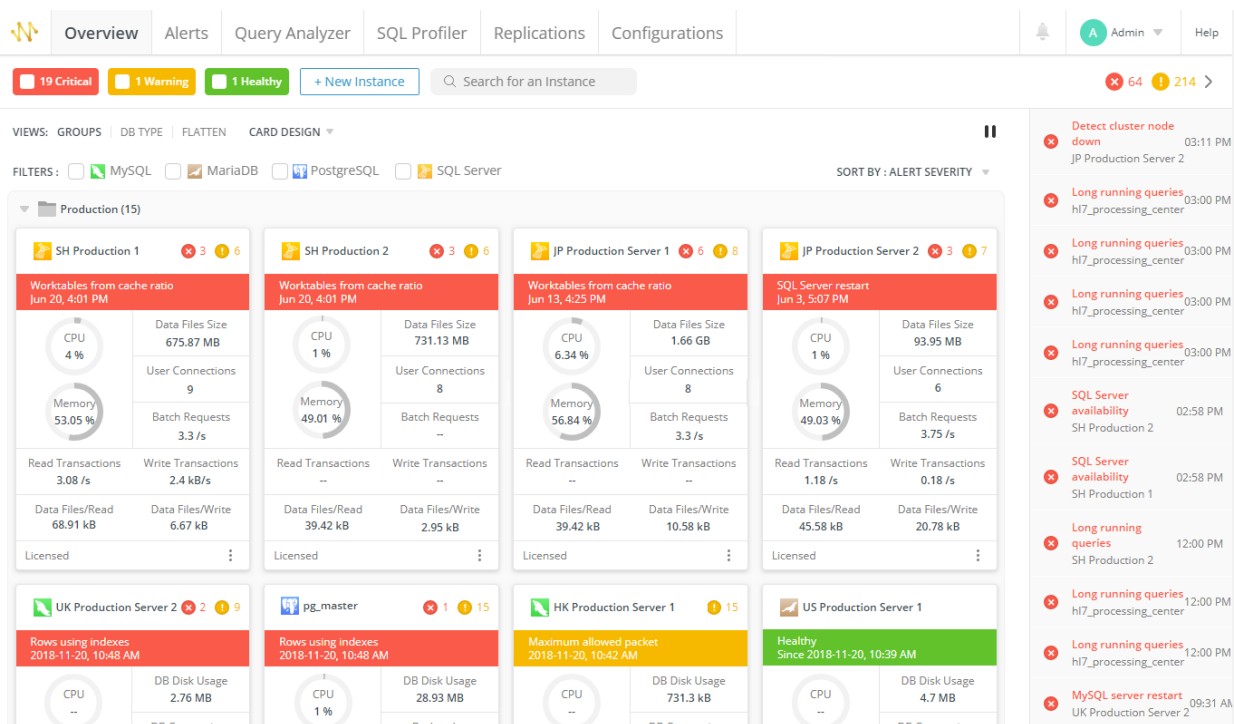 Overview Alerts Query Analyzer SQL Profiler Replications Configurations A Admin Help
19 Critical 1 Warning 1 Healthy + New Instance Search for an Instance 64 214
VIEWS: GROUPS DB TYPE FLATTEN CARD DESIGN
FILTERS : MySQL MariaDB PostgreSQL SQL Server SORT BY : ALERT SEVERITY
Production (15)
SH Production 1 3 6
Worktables from cache ratio
Jun 20, 4:01 PM
CPU
4 %
Memory
53.05 %
Data Files Size
675.87 MB
User Connections
9
Batch Requests
3.3 /s
Read Transactions
3.08 /s
Write Transactions
2.4 kB/s
Data Files/Read
68.91 kB
Data Files/Write
6.67 kB
Licensed
SH Production 2 3 6
Worktables from cache ratio
Jun 20, 4:01 PM
CPU
1 %
Memory
49.01 %
Data Files Size
731.13 MB
User Connections
8
Batch Requests
--
Read Transactions
--
Write Transactions
--
Data Files/Read
39.42 kB
Data Files/Write
2.95 kB
Licensed
JP Production Server 1 6 8
Worktables from cache ratio
Jun 13, 4:25 PM
CPU
6.34 %
Memory
56.84 %
Data Files Size
1.66 GB
User Connections
8
Batch Requests
3.3 /s
Read Transactions
--
Write Transactions
--
Data Files/Read
39.42 kB
Data Files/Write
10.58 kB
Licensed
JP Production Server 2 3 7
SQL Server restart
Jun 3, 5:07 PM
CPU
1 %
Memory
49.03 %
Data Files Size
93.95 MB
User Connections
6
Batch Requests
3.75 /s
Read Transactions
1.18 /s
Write Transactions
0.18 /s
Data Files/Read
45.58 kB
Data Files/Write
20.78 kB
Licensed
UK Production Server 2 2 9
Rows using indexes
2018-11-20, 10:48 AM
CPU
--
DB Disk Usage
2.76 MB
pg_master 1 15
Rows using indexes
2018-11-20, 10:48 AM
CPU
1 %
DB Disk Usage
28.93 MB
HK Production Server 1 15
Maximum allowed packet
2018-11-20, 10:42 AM
CPU
--
DB Disk Usage
731.3 kB
US Production Server 1
Healthy
Since 2018-11-20, 10:39 AM
CPU
--
DB Disk Usage
4.7 MB
Detect cluster node
down 03:11 PM
JP Production Server 2
Long running queries 03:00 PM
hl7_processing_center
Long running queries 03:00 PM
hl7_processing_center
Long running queries 03:00 PM
hl7_processing_center
Long running queries 03:00 PM
hl7_processing_center
SQL Server
availability 02:58 PM
SH Production 2
SQL Server
availability 02:58 PM
SH Production 1
Long running
queries 12:00 PM
SH Production 2
Long running queries 12:00 PM
hl7_processing_center
Long running queries 12:00 PM
hl7_processing_center
MySQL server restart 09:31 AM
UK Production Server 2